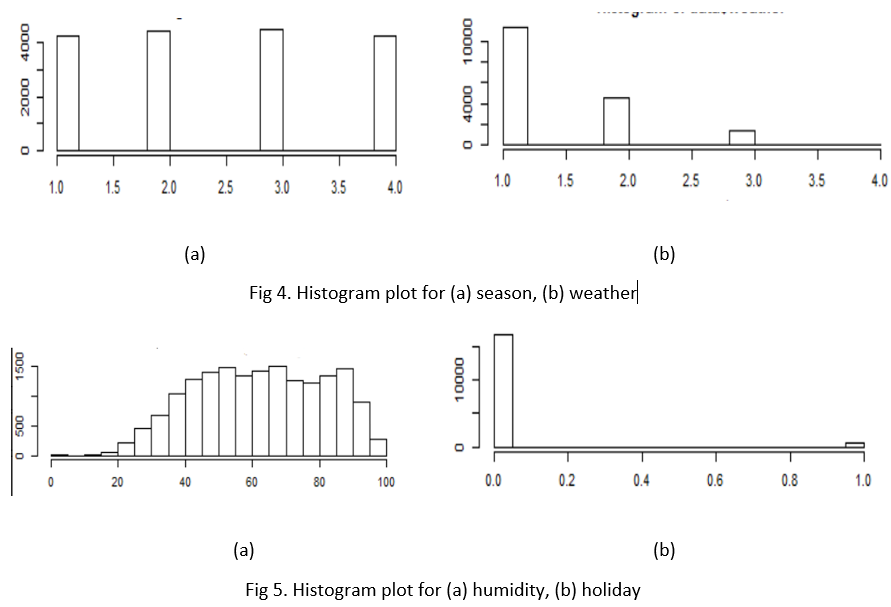 0 2000 4000
1.0 1.5 2.0 2.5 3.0 3.5 4.0
0 4000 10000
1.0 1.5 2.0 2.5 3.0 3.5 4.0
(a) (b)
Fig 4. Histogram plot for (a) season, (b) weather
0 500 1500
0 20 40 60 80 100
0 10000
0.0 0.2 0.4 0.6 0.8 1.0
(a) (b)
Fig 5. Histogram plot for (a) humidity, (b) holiday